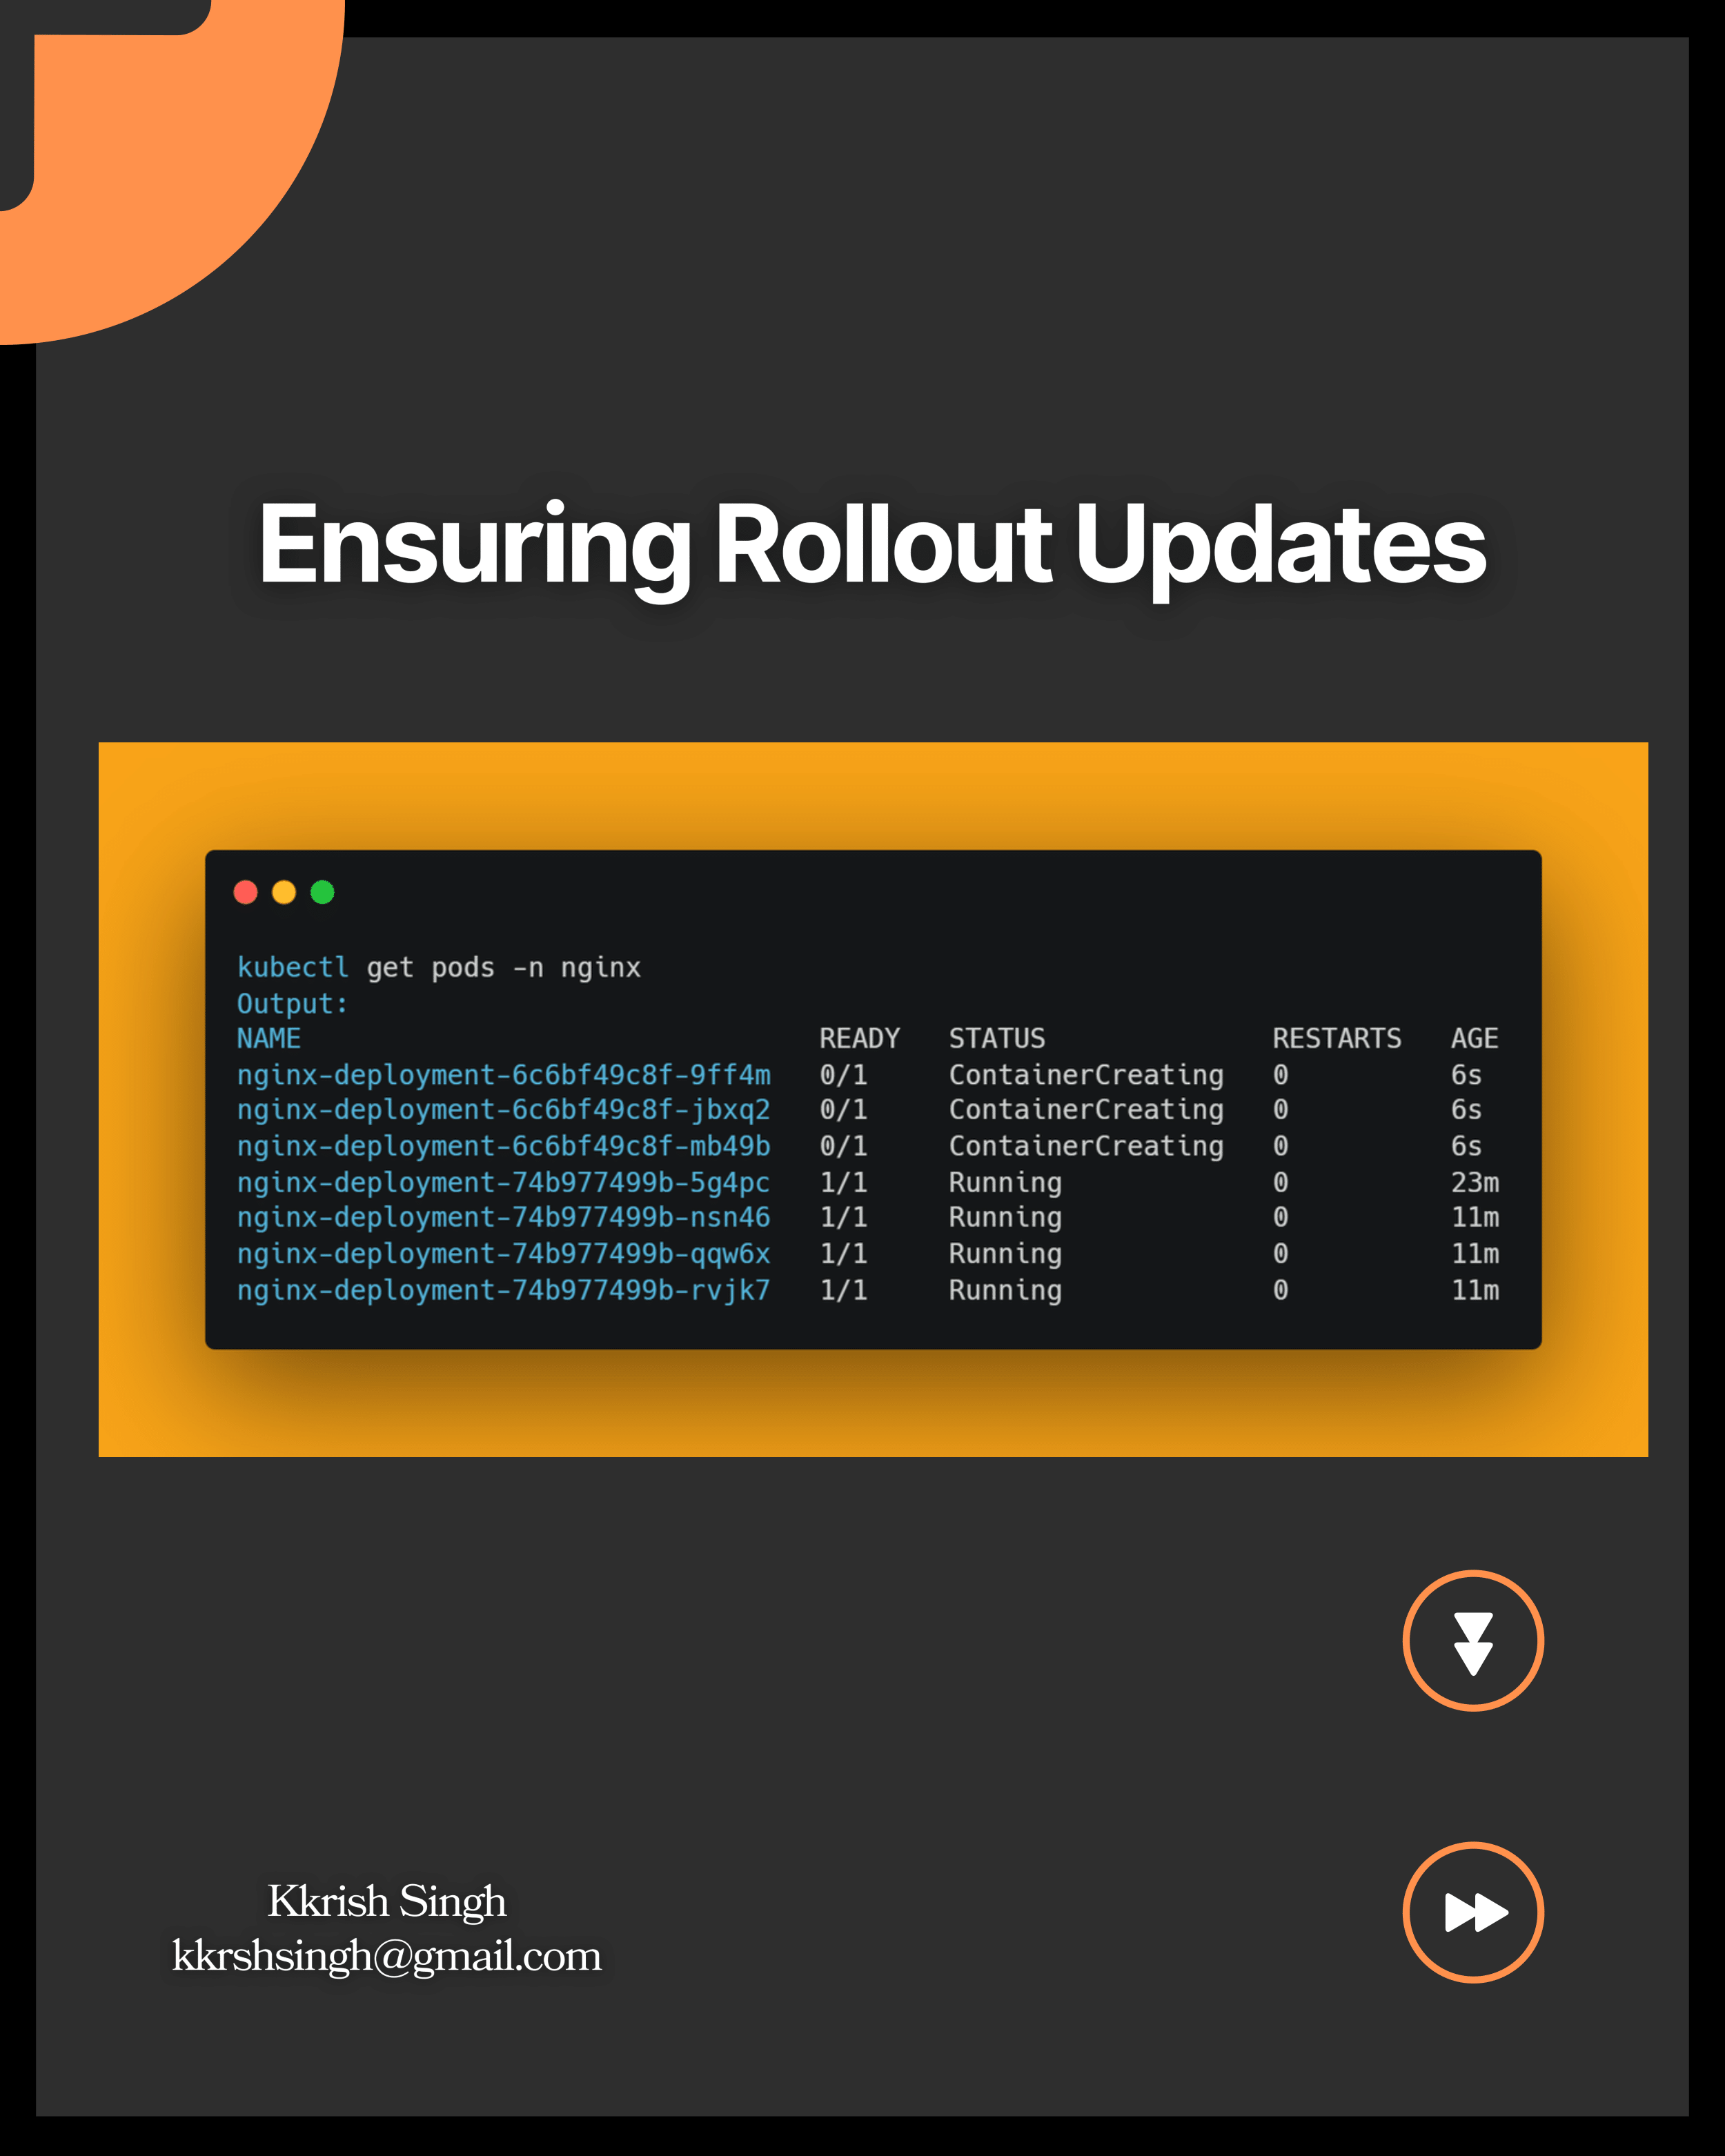 Ensuring Rollout Updates
kubectl get pods -n nginx
Output:
NAME READY STATUS RESTARTS AGE
nginx-deployment-6c6bf49c8f-9ff4m 0/1 ContainerCreating 0 6s
nginx-deployment-6c6bf49c8f-jbxq2 0/1 ContainerCreating 0 6s
nginx-deployment-6c6bf49c8f-mb49b 0/1 ContainerCreating 0 6s
nginx-deployment-74b977499b-5g4pc 1/1 Running 0 23m
nginx-deployment-74b977499b-nsn46 1/1 Running 0 11m
nginx-deployment-74b977499b-qqw6x 1/1 Running 0 11m
nginx-deployment-74b977499b-rvjk7 1/1 Running 0 11m
Kkrish Singh
kkrshsingh@gmail.com